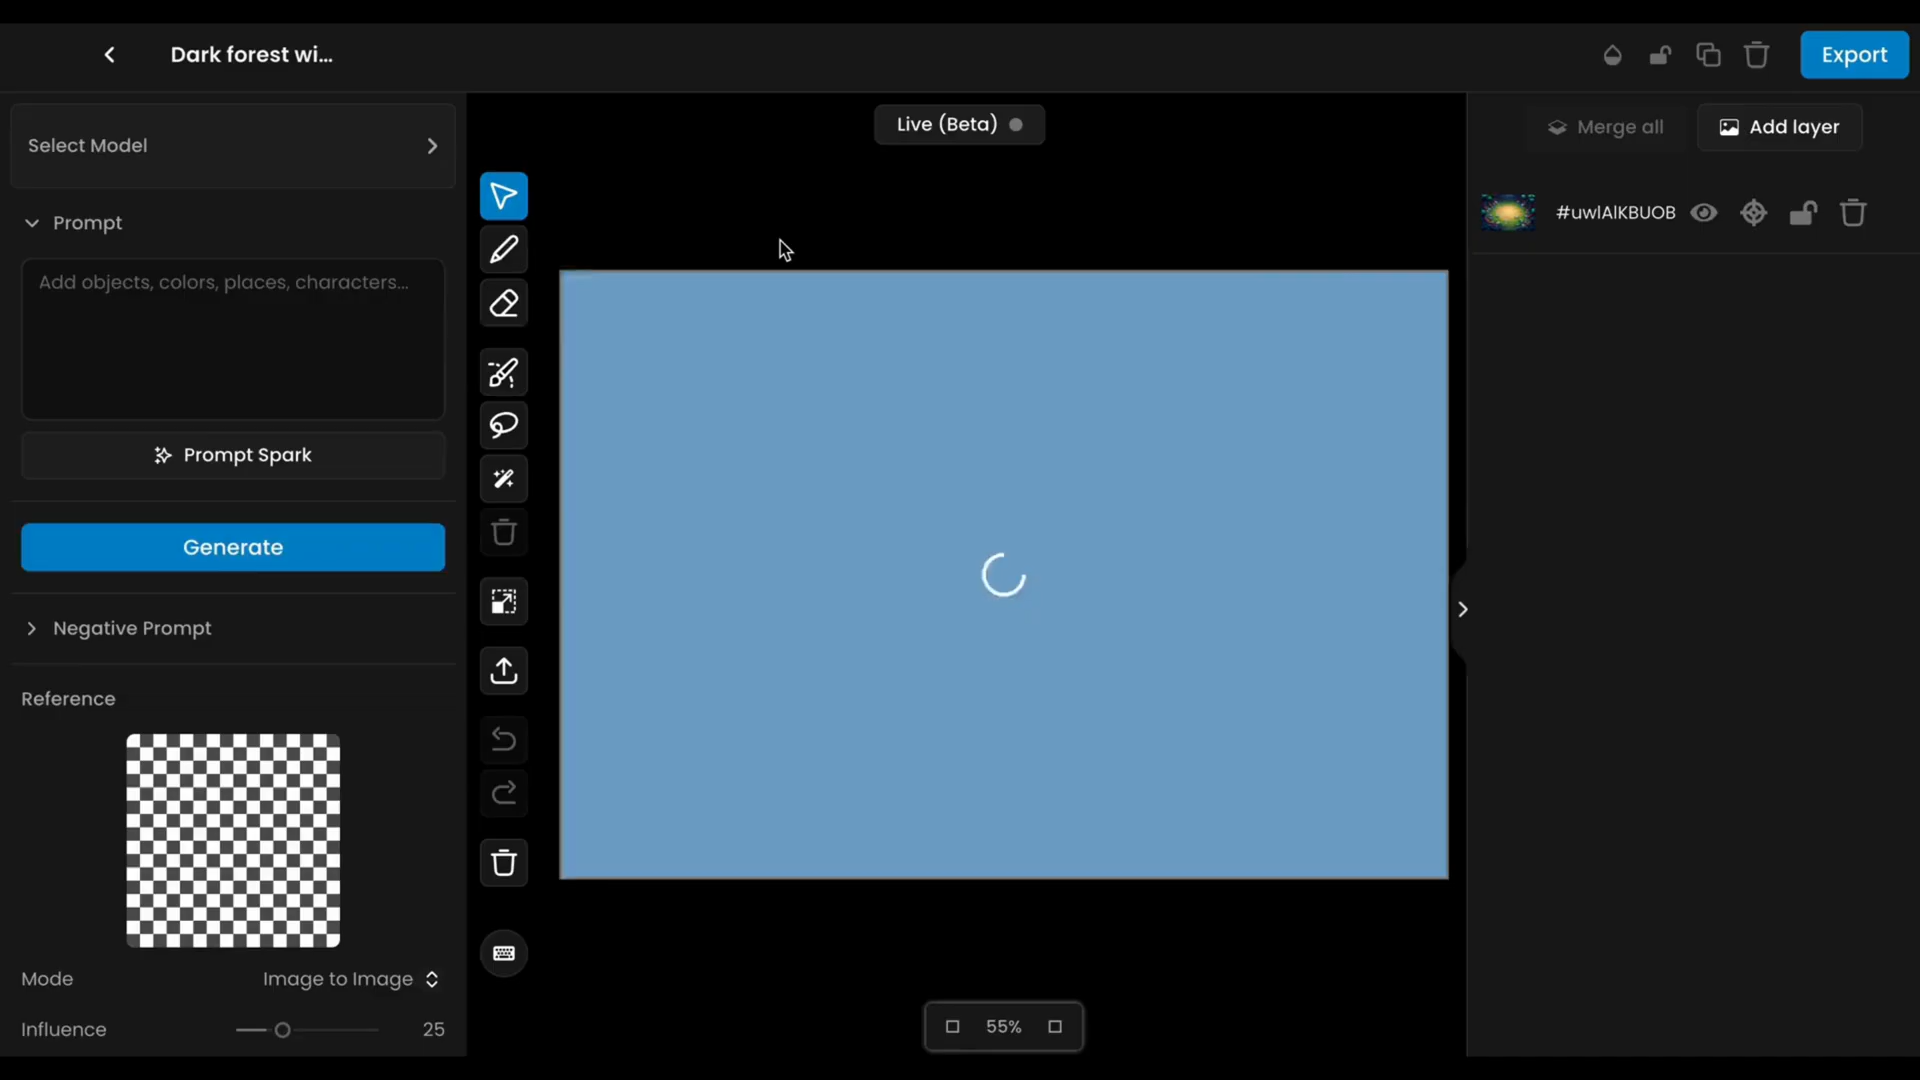 Dark forest wi...
Export
Select Model
Live (Beta)
Merge all
Add layer
Prompt
#uwlAlKBUOB
Add objects, colors, places, characters...
Prompt Spark
Generate
Negative Prompt
Reference
Mode
Image to Image
Influence
25
55%